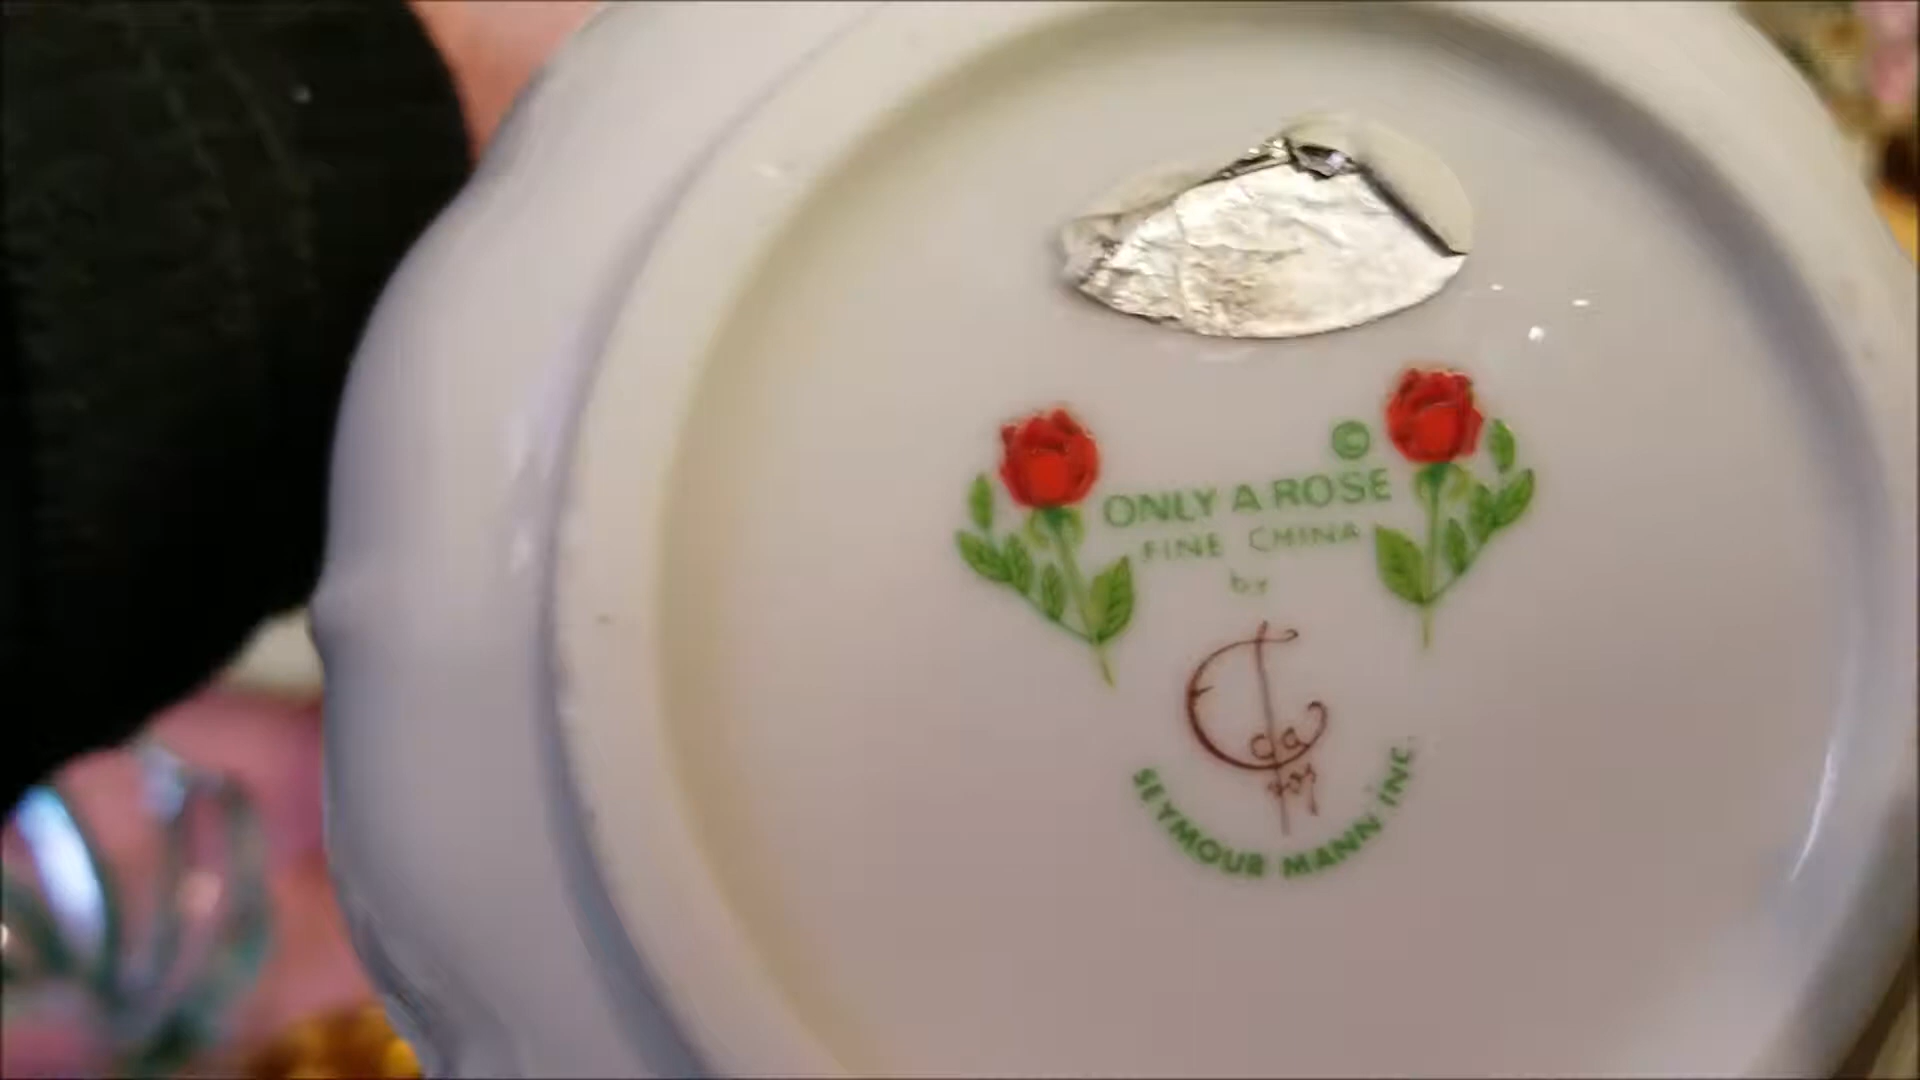 ©
ONLY A ROSE
FINE CHINA
by
SEYMOUR MANN INC.